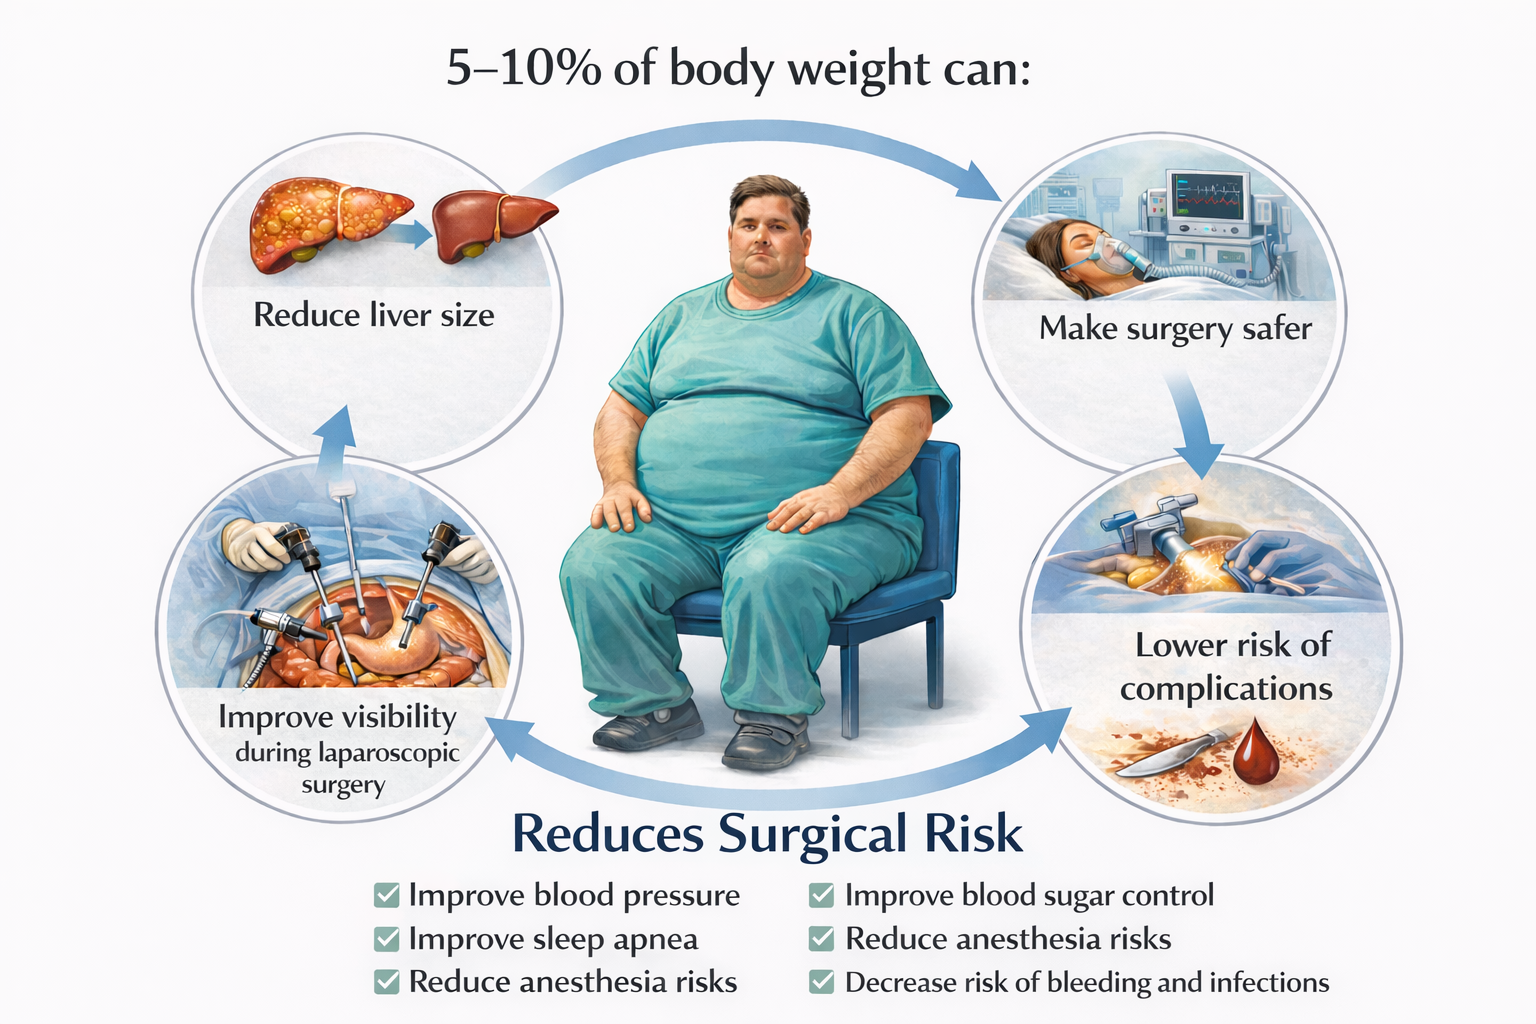 5–10% of body weight can:
Reduce liver size
Make surgery safer
Improve visibility
during laparoscopic
surgery
Lower risk of
complications
Reduces Surgical Risk
Improve blood pressure
Improve sleep apnea
Reduce anesthesia risks
Improve blood sugar control
Reduce anesthesia risks
Decrease risk of bleeding and infections